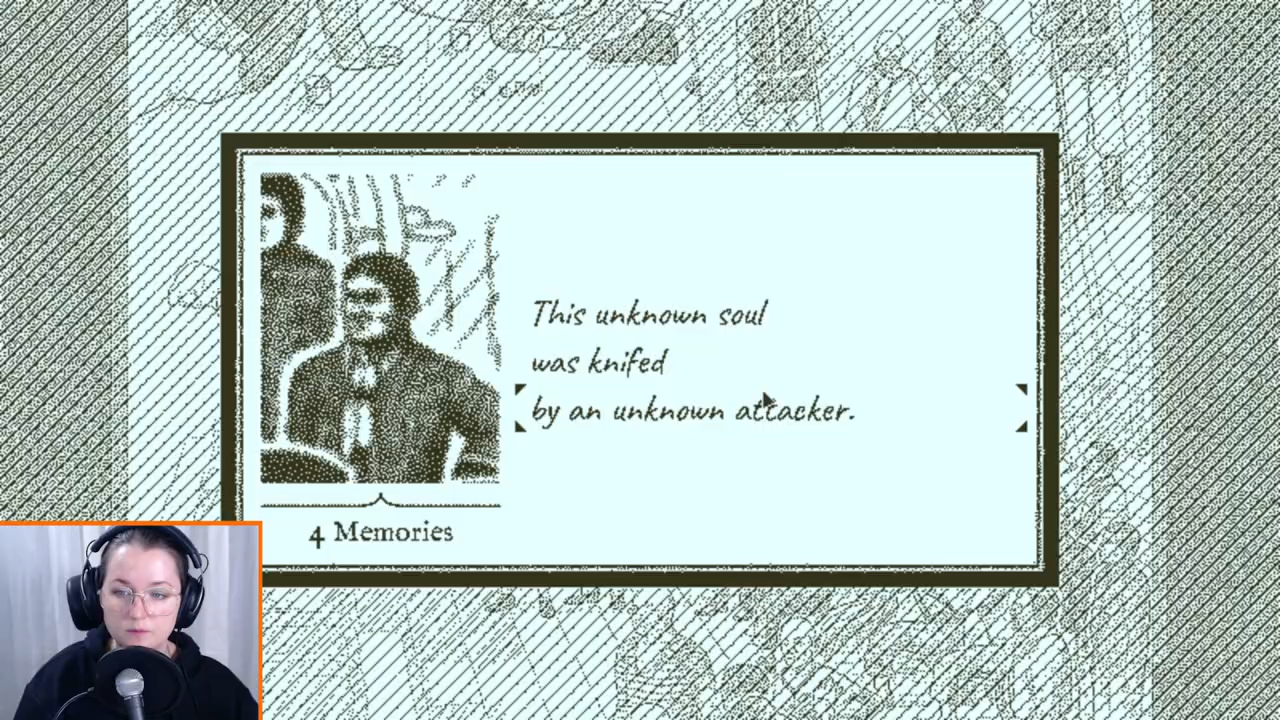 This unknown soul
was knifed
by an unknown attacker.
4 Memories